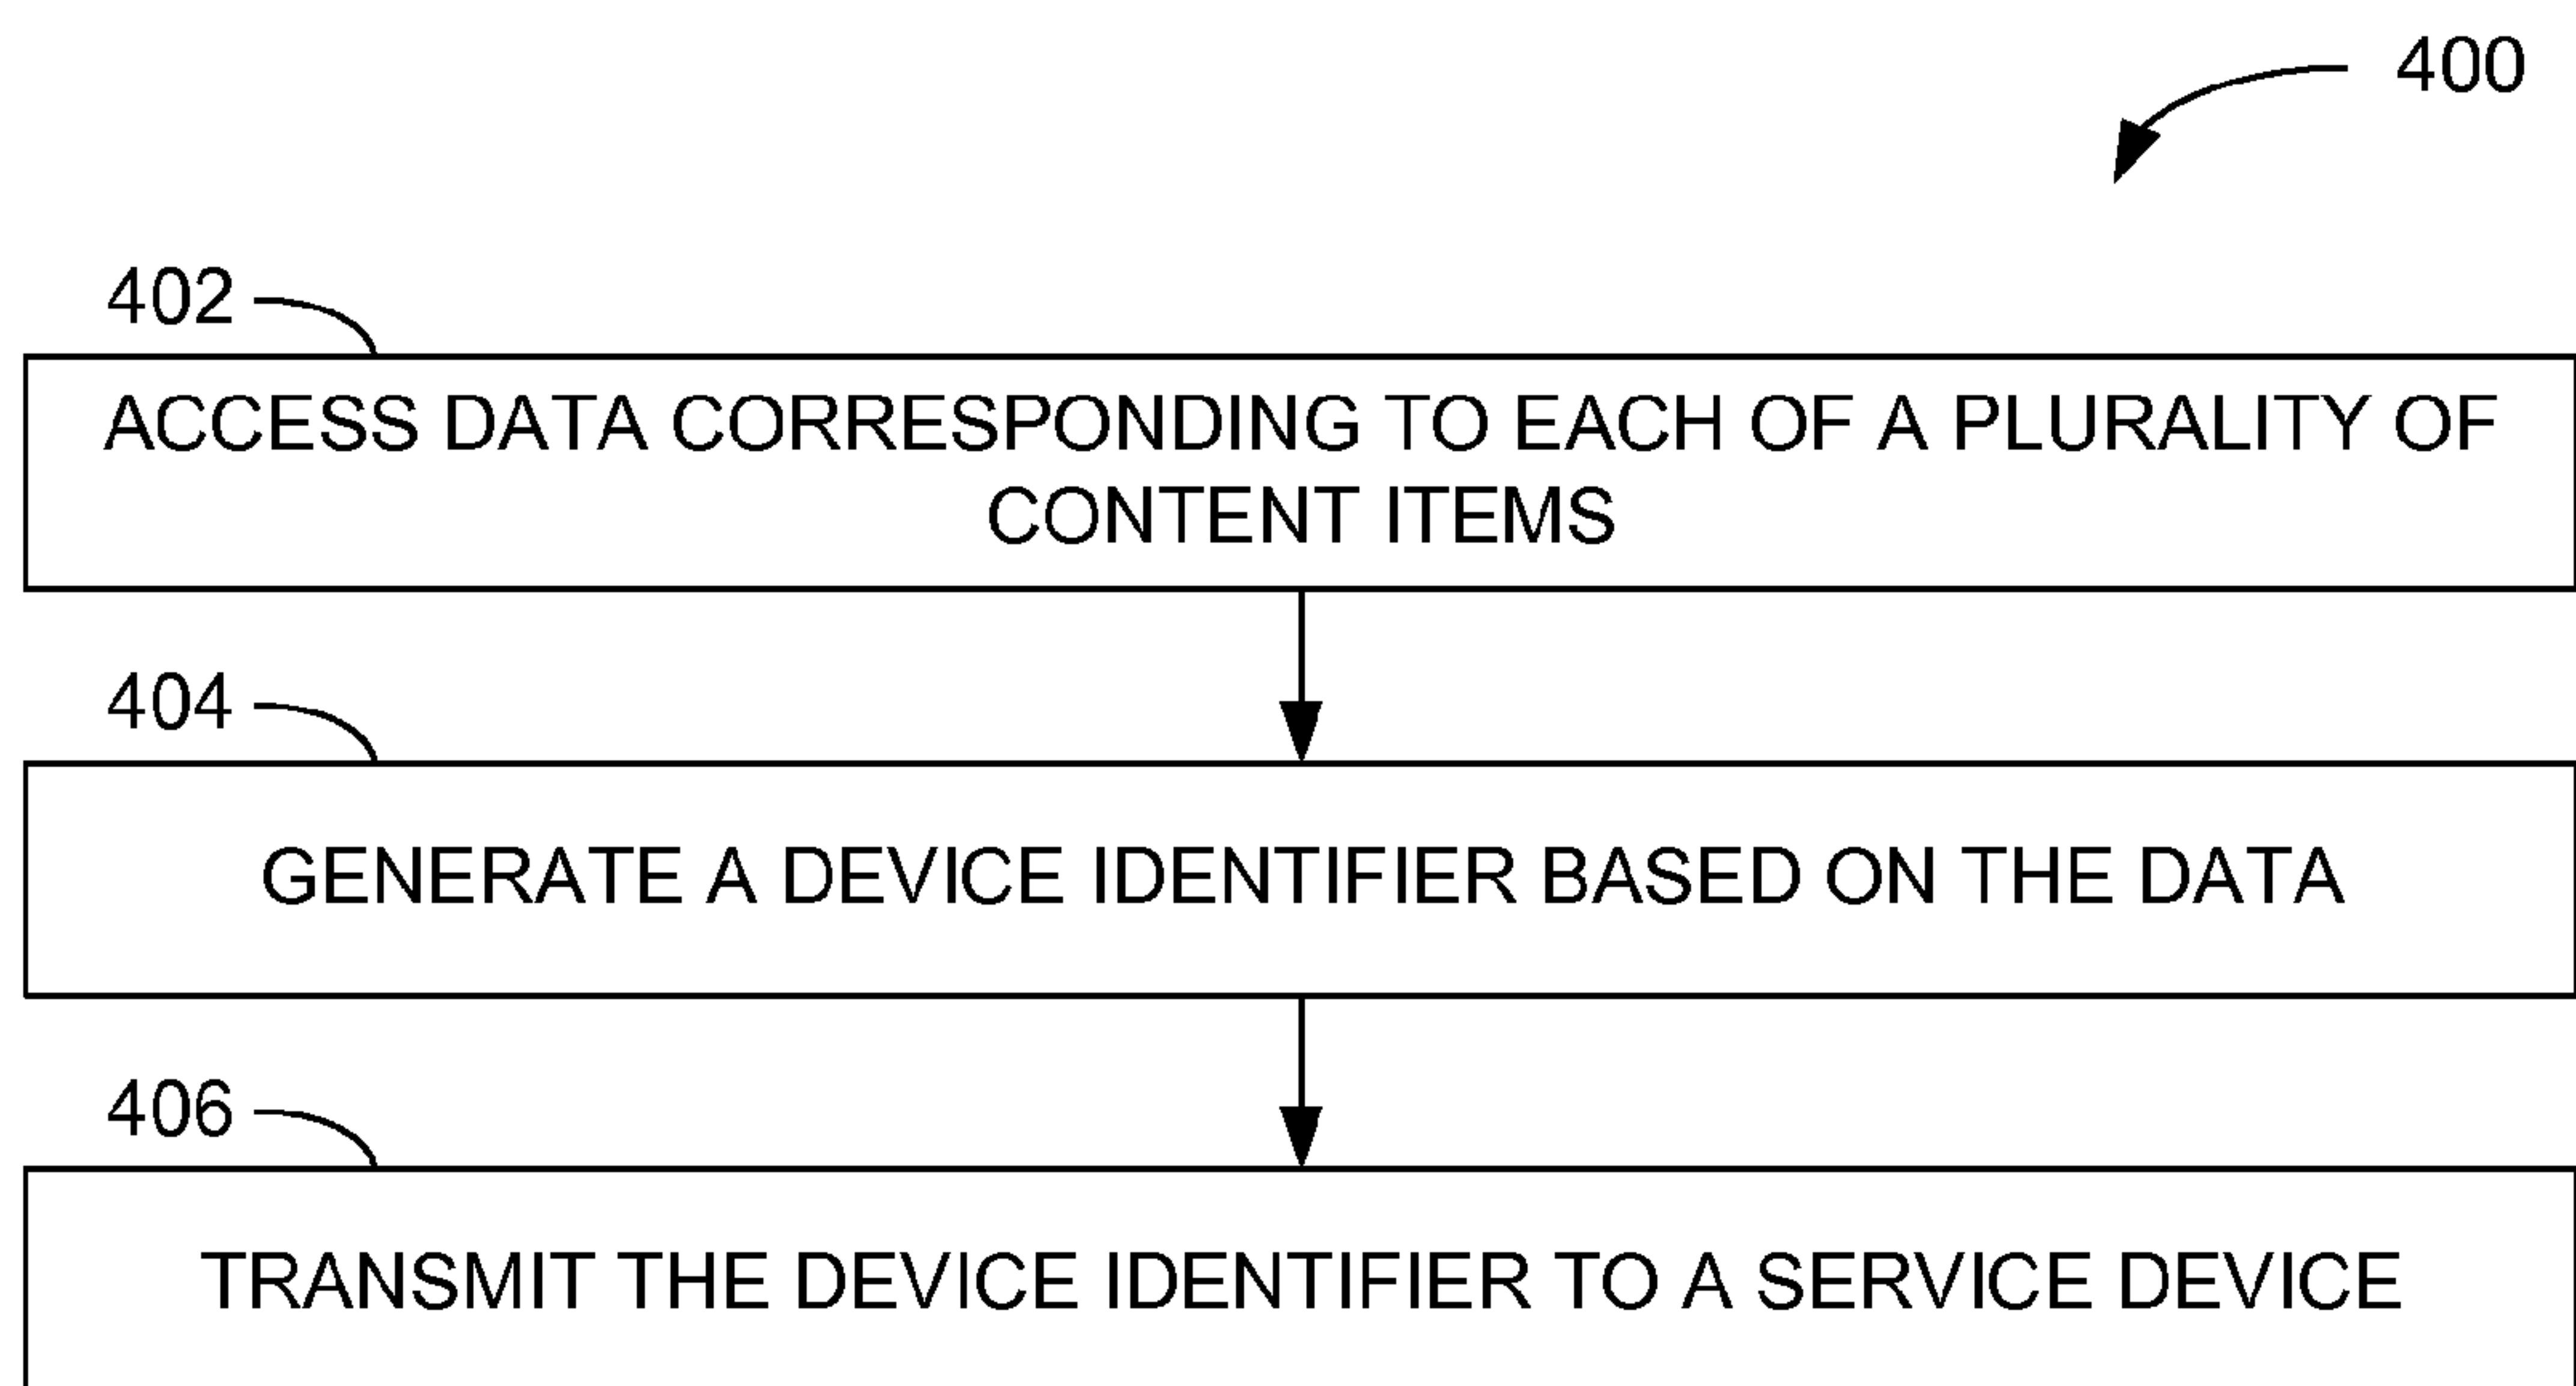 400
402
ACCESS DATA CORRESPONDING TO EACH OF A PLURALITY OF
CONTENT ITEMS
404
GENERATE A DEVICE IDENTIFIER BASED ON THE DATA
406
TRANSMIT THE DEVICE IDENTIFIER TO A SERVICE DEVICE